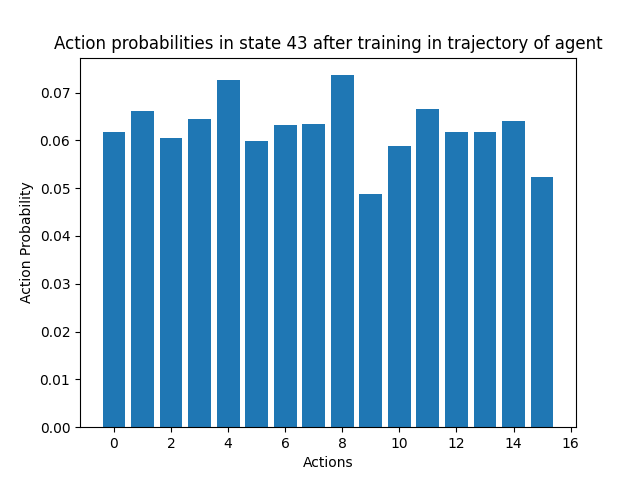 Action probabilities in state 43 after training in trajectory of agent
0.07
0.06
0.05
0.04
0.03
0.02
0.01
0.00
Action Probability
0 2 4 6 8 10 12 14 16
Actions